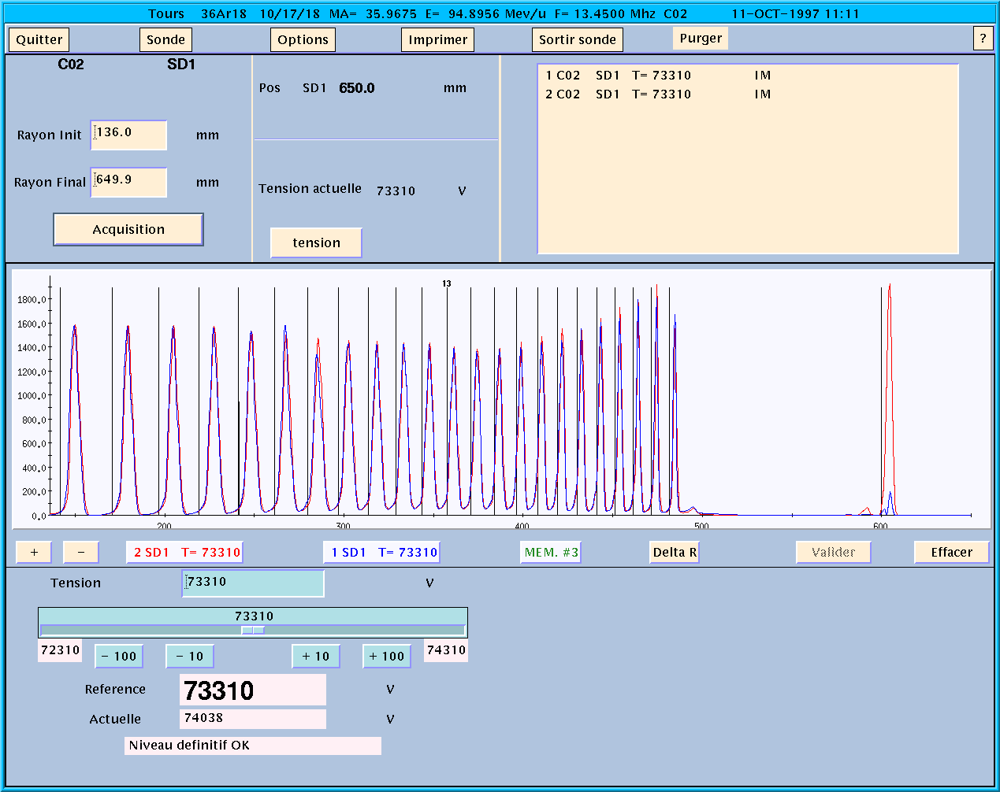 Tours 36Ar18 10/17/18 MA= 35.9675 E= 94.8956 Mev/u F= 13.4500 Mhz C02 11-OCT-1997 11:11
Quitter Sonde Options Imprimer Sortir sonde Purger ?
C02 SD1
Rayon Init 136.0 mm
Rayon Final 649.9 mm
Acquisition
Pos SD1 650.0 mm
Tension actuelle 73310 V
tension
1 C02 SD1 T= 73310 IM
2 C02 SD1 T= 73310 IM
13
1800.0
1600.0
1400.0
1200.0
1000.0
800.0
600.0
400.0
200.0
0.0
200 300 400 500 600
+ - 2 SD1 T= 73310 1 SD1 T= 73310 MEM. #3 Delta R Valider Effacer
Tension 73310 V
73310
72310 - 100 - 10 + 10 + 100 74310
Reference 73310 V
Actuelle 74038 V
Niveau definitif OK